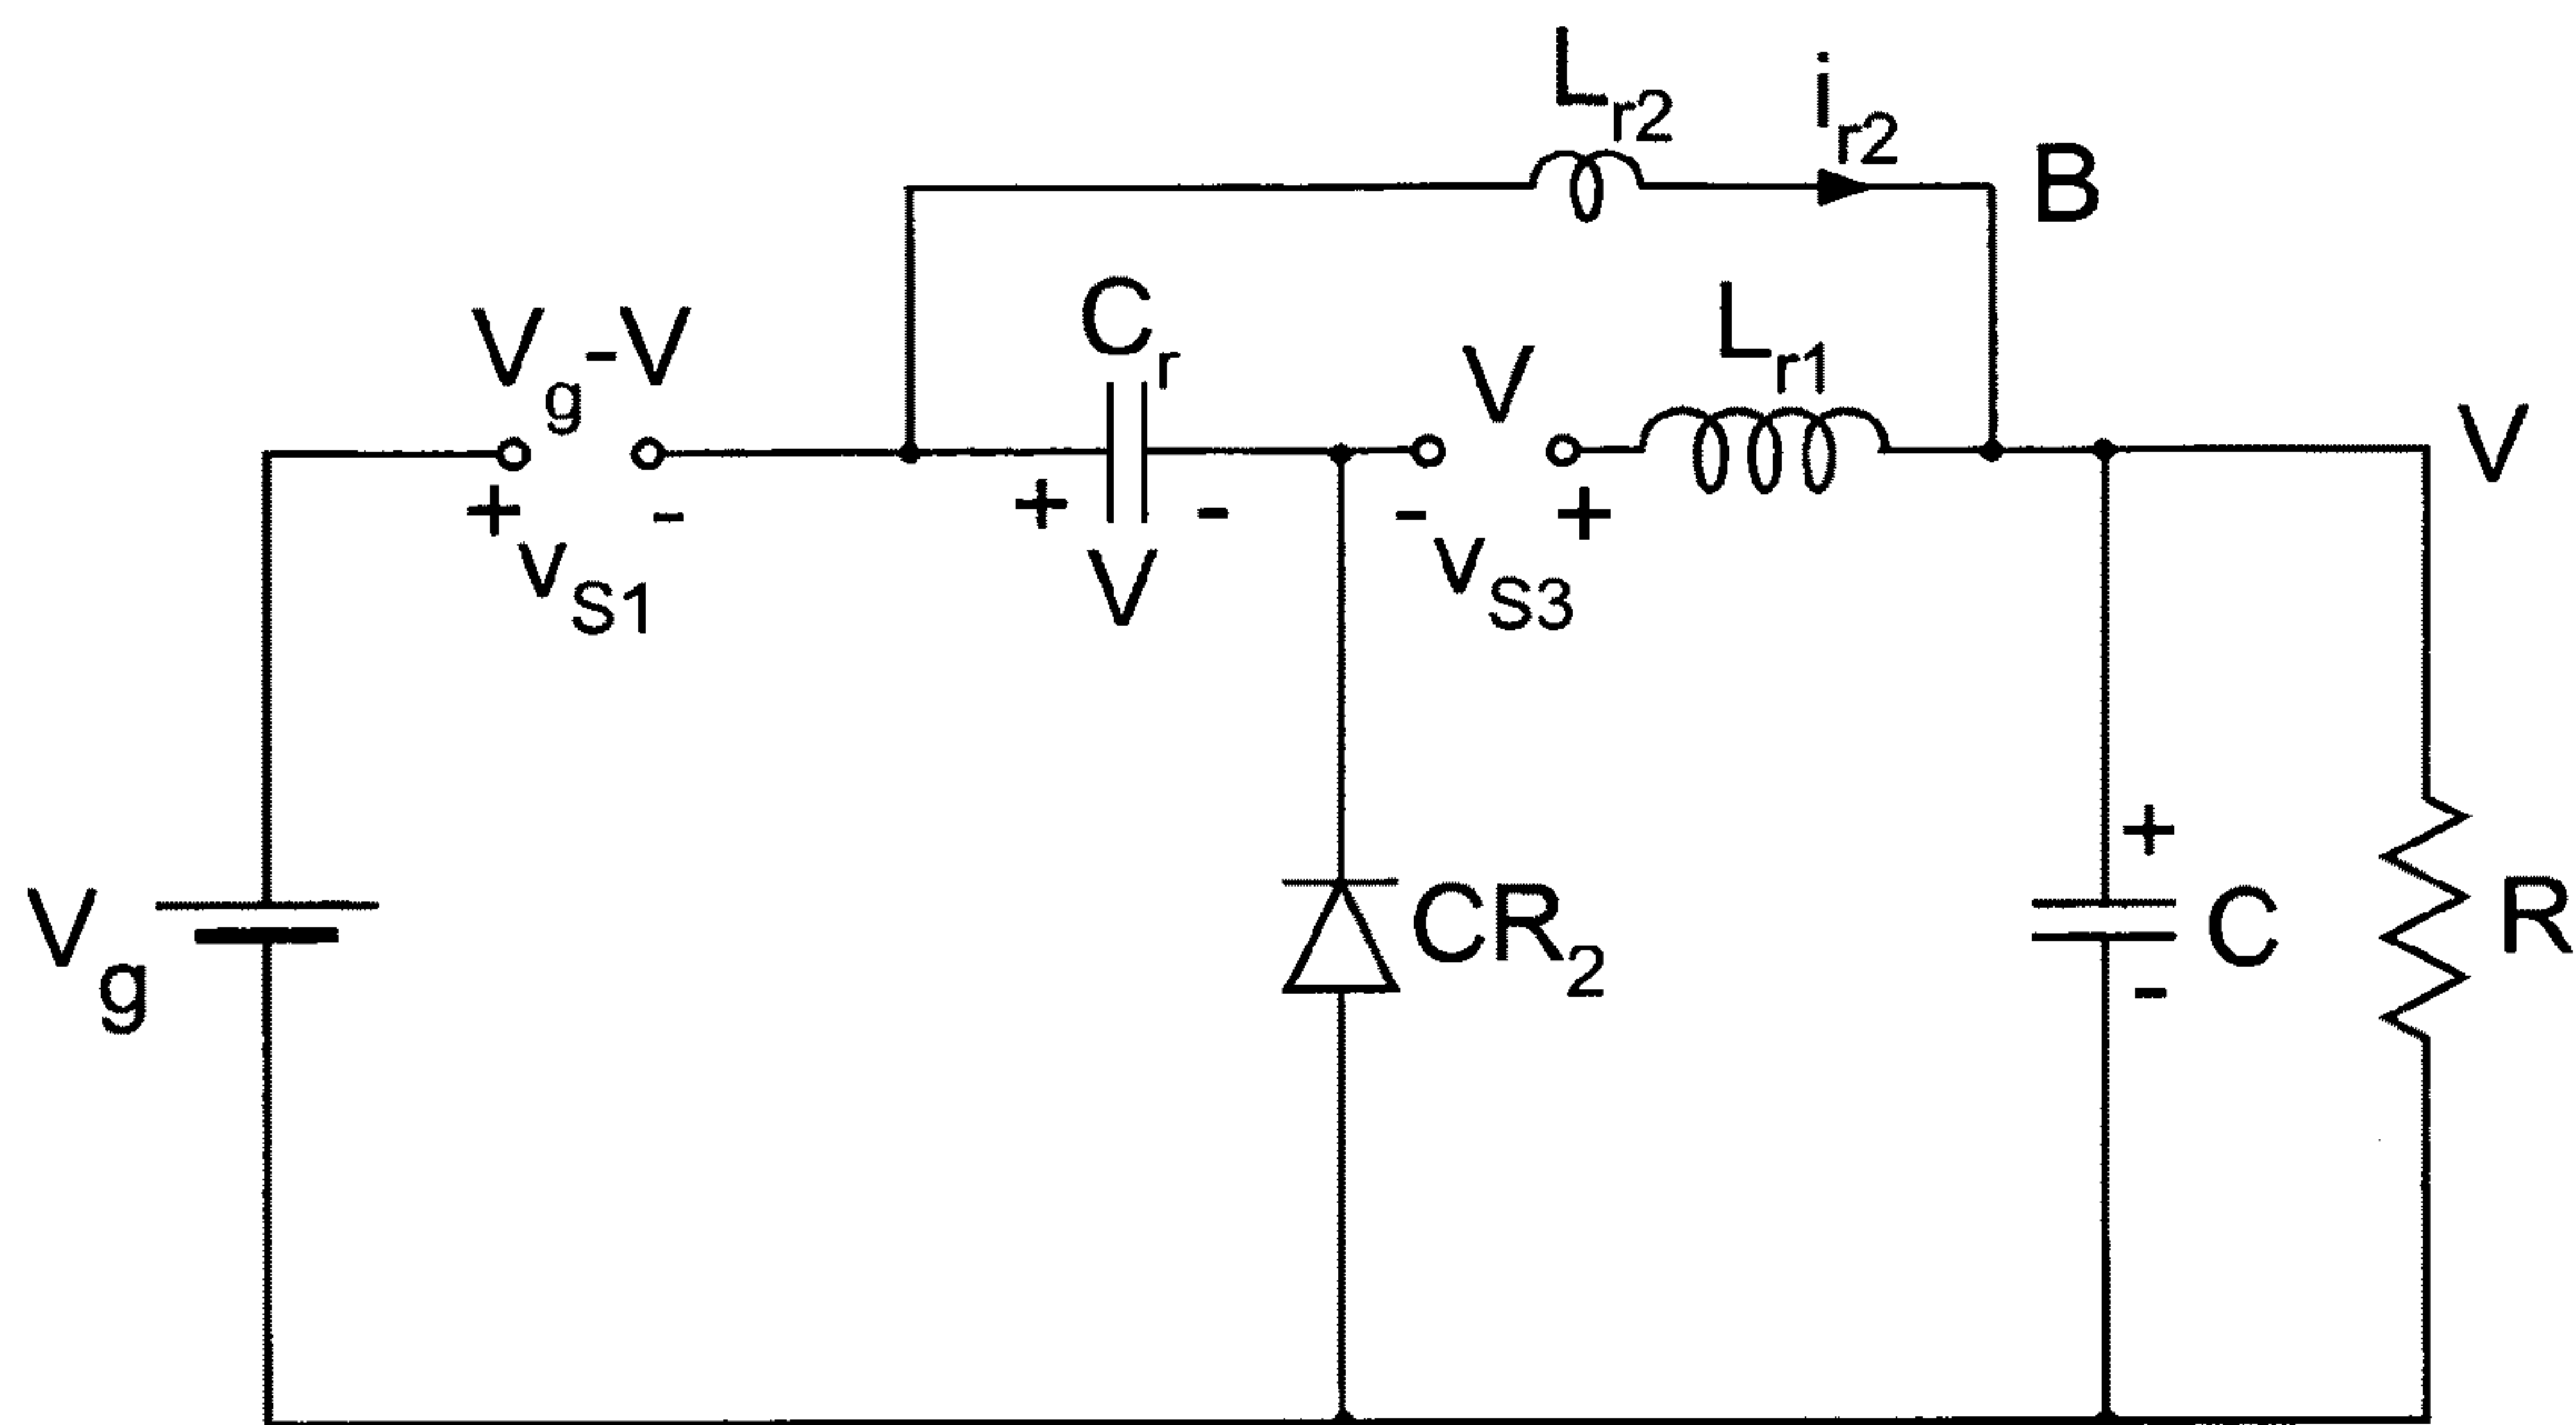 L_r2
i_r2
B
V_g-V
C_r
V
L_r1
V
+ -
v_S1
+ -
V
- +
v_S3
V_g
CR_2
+
-
C
R